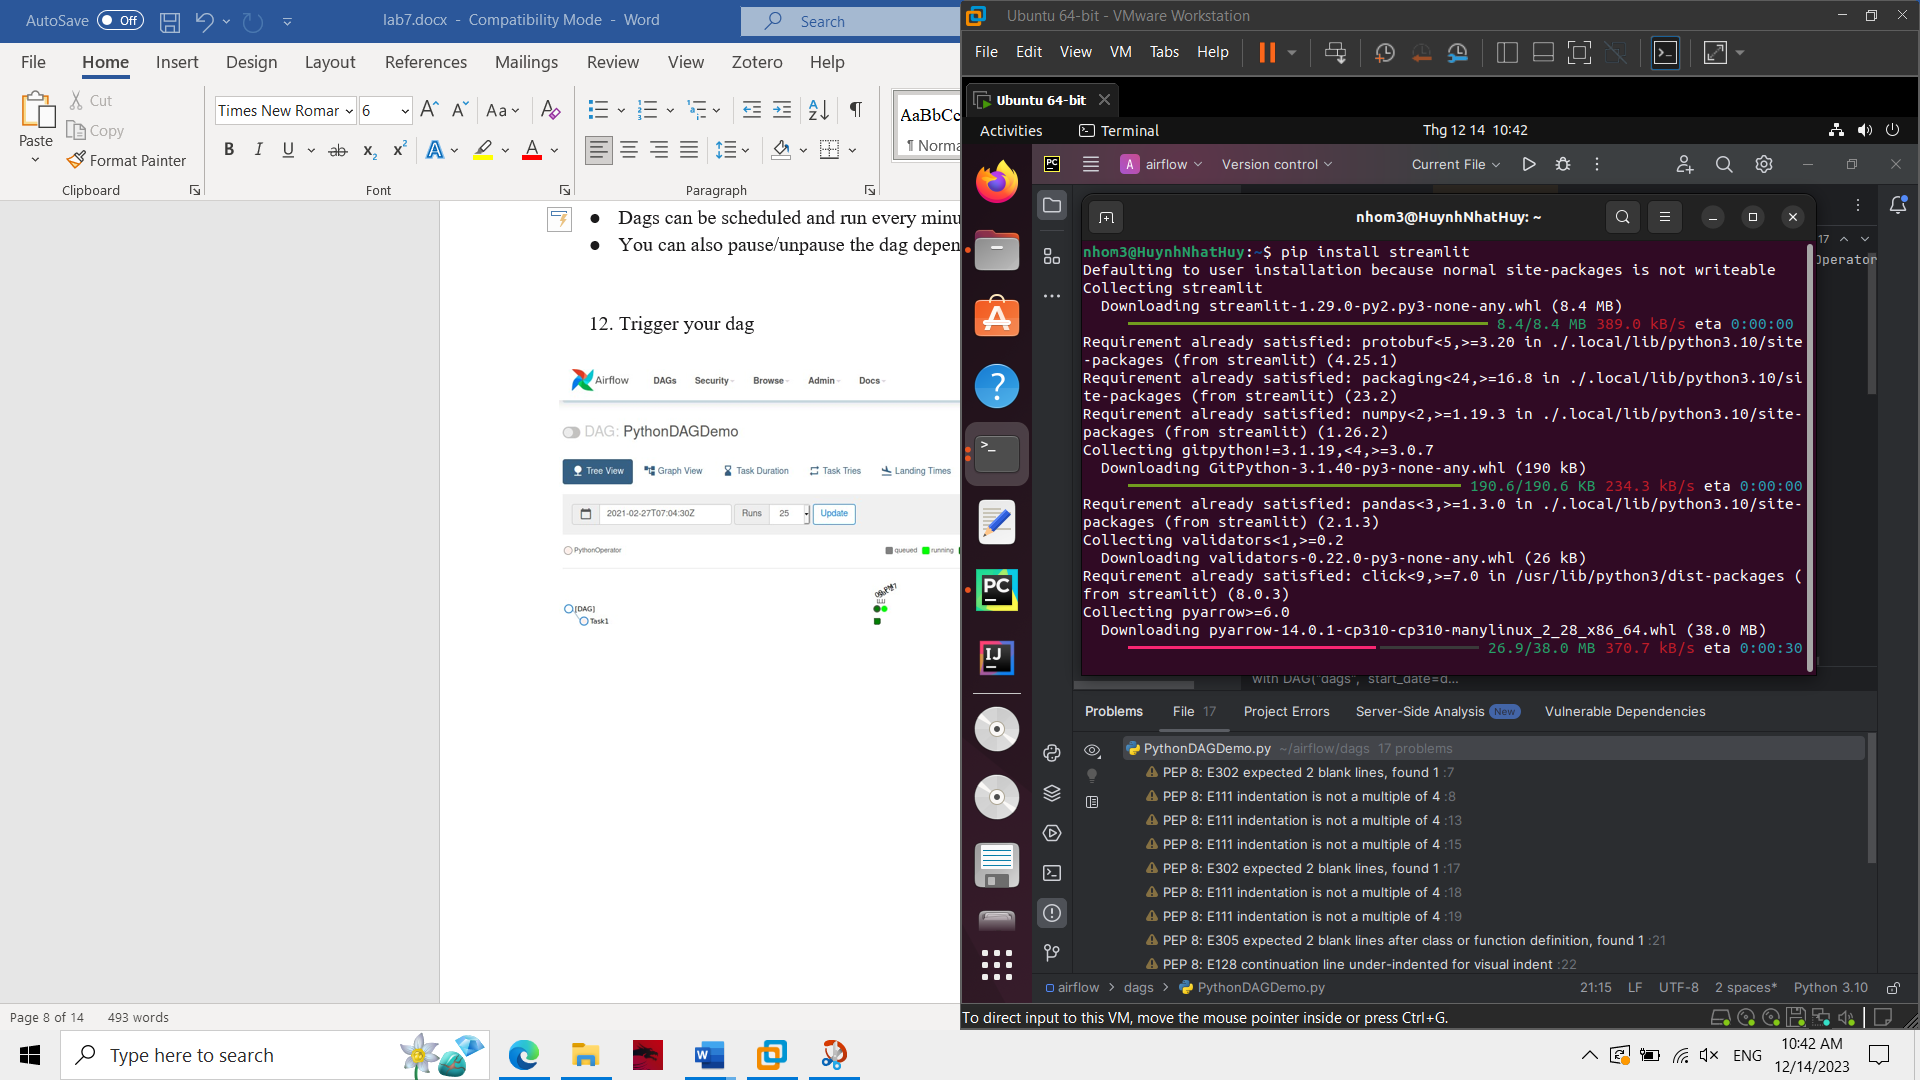 AutoSave Off lab7.docx - Compatibility Mode - Word Search
File Home Insert Design Layout References Mailings Review View Zotero Help
Paste
Cut
Copy
Format Painter
Times New Roman 6
Clipboard Font Paragraph
AaBbCc
¶ Norma
Dags can be scheduled and run every minu
You can also pause/unpause the dag depen
12. Trigger your dag
Airflow DAGs Security Browse Admin Docs
DAG: PythonDAGDemo
Tree View Graph View Task Duration Task Tries Landing Times
2021-02-27T07:04:30Z Runs 25 Update
PythonOperator queued running
[DAG]
Task1
Page 8 of 14 493 words
Ubuntu 64-bit - VMware Workstation
File Edit View VM Tabs Help
Ubuntu 64-bit
Activities Terminal Thg 12 14 10:42
PC A airflow Version control Current File
nhom3@HuynhNhatHuy: ~
17
Operator
nhom3@HuynhNhatHuy:~$ pip install streamlit
Defaulting to user installation because normal site-packages is not writeable
Collecting streamlit
Downloading streamlit-1.29.0-py2.py3-none-any.whl (8.4 MB)
8.4/8.4 MB 389.0 kB/s eta 0:00:00
Requirement already satisfied: protobuf<5,>=3.20 in ./.local/lib/python3.10/site
-packages (from streamlit) (4.25.1)
Requirement already satisfied: packaging<24,>=16.8 in ./.local/lib/python3.10/si
te-packages (from streamlit) (23.2)
Requirement already satisfied: numpy<2,>=1.19.3 in ./.local/lib/python3.10/site-
packages (from streamlit) (1.26.2)
Collecting gitpython!=3.1.19,<4,>=3.0.7
Downloading GitPython-3.1.40-py3-none-any.whl (190 kB)
190.6/190.6 KB 234.3 kB/s eta 0:00:00
Requirement already satisfied: pandas<3,>=1.3.0 in ./.local/lib/python3.10/site-
packages (from streamlit) (2.1.3)
Collecting validators<1,>=0.2
Downloading validators-0.22.0-py3-none-any.whl (26 kB)
Requirement already satisfied: click<9,>=7.0 in /usr/lib/python3/dist-packages (
from streamlit) (8.0.3)
Collecting pyarrow>=6.0
Downloading pyarrow-14.0.1-cp310-cp310-manylinux_2_28_x86_64.whl (38.0 MB)
26.9/38.0 MB 370.7 kB/s eta 0:00:30
with DAG("dags", start_date=d...
Problems File 17 Project Errors Server-Side Analysis New Vulnerable Dependencies
PythonDAGDemo.py ~/airflow/dags 17 problems
PEP 8: E302 expected 2 blank lines, found 1 :7
PEP 8: E111 indentation is not a multiple of 4 :8
PEP 8: E111 indentation is not a multiple of 4 :13
PEP 8: E111 indentation is not a multiple of 4 :15
PEP 8: E302 expected 2 blank lines, found 1 :17
PEP 8: E111 indentation is not a multiple of 4 :18
PEP 8: E111 indentation is not a multiple of 4 :19
PEP 8: E305 expected 2 blank lines after class or function definition, found 1 :21
PEP 8: E128 continuation line under-indented for visual indent :22
airflow > dags > PythonDAGDemo.py 21:15 LF UTF-8 2 spaces* Python 3.10
To direct input to this VM, move the mouse pointer inside or press Ctrl+G.
Type here to search
ENG 10:42 AM
12/14/2023